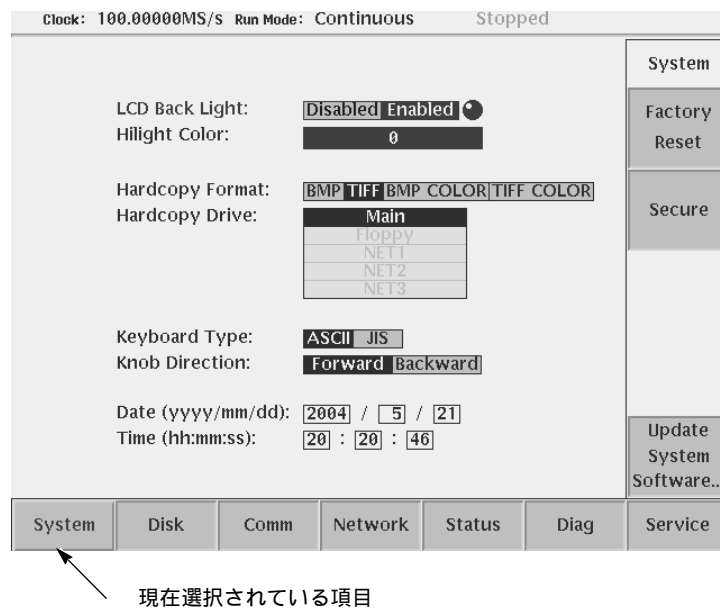 Clock: 100.00000MS/s Run Mode: Continuous Stopped
System
LCD Back Light: Disabled Enabled
Hilight Color: 0
Factory
Reset
Hardcopy Format: BMP TIFF BMP COLOR TIFF COLOR
Hardcopy Drive: Main
Floppy
NET1
NET2
NET3
Secure
Keyboard Type: ASCII JIS
Knob Direction: Forward Backward
Date (yyyy/mm/dd): 2004 / 5 / 21
Time (hh:mm:ss): 20 : 20 : 46
Update
System
Software..
System Disk Comm Network Status Diag Service
現在選択されている項目